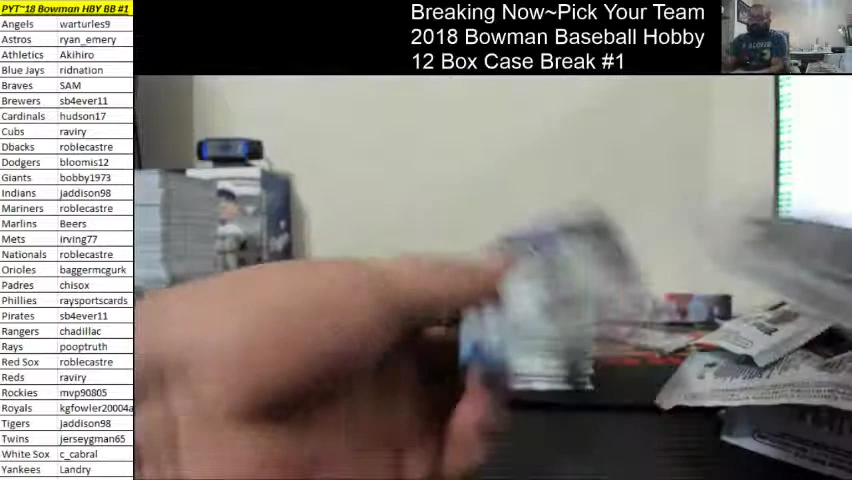 PYT~18 Bowman HBY BB #1
Angels warturles9
Astros ryan_emery
Athletics Akihiro
Blue Jays ridnation
Braves SAM
Brewers sb4ever11
Cardinals hudson17
Cubs raviry
Dbacks roblecastre
Dodgers bloomis12
Giants bobby1973
Indians jaddison98
Mariners roblecastre
Marlins Beers
Mets irving77
Nationals roblecastre
Orioles baggermcgurk
Padres chisox
Phillies raysportscards
Pirates sb4ever11
Rangers chadillac
Rays pooptruth
Red Sox roblecastre
Reds raviry
Rockies mvp90805
Royals kgfowler20004a
Tigers jaddison98
Twins jerseygman65
White Sox c_cabral
Yankees Landry
Breaking Now~Pick Your Team
2018 Bowman Baseball Hobby
12 Box Case Break #1